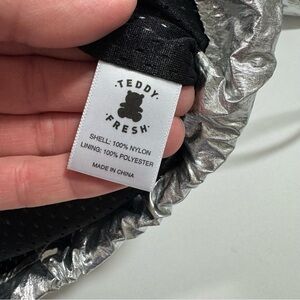 TEDDY
FRESH
SHELL: 100% NYLON
LINING: 100% POLYESTER
MADE IN CHINA